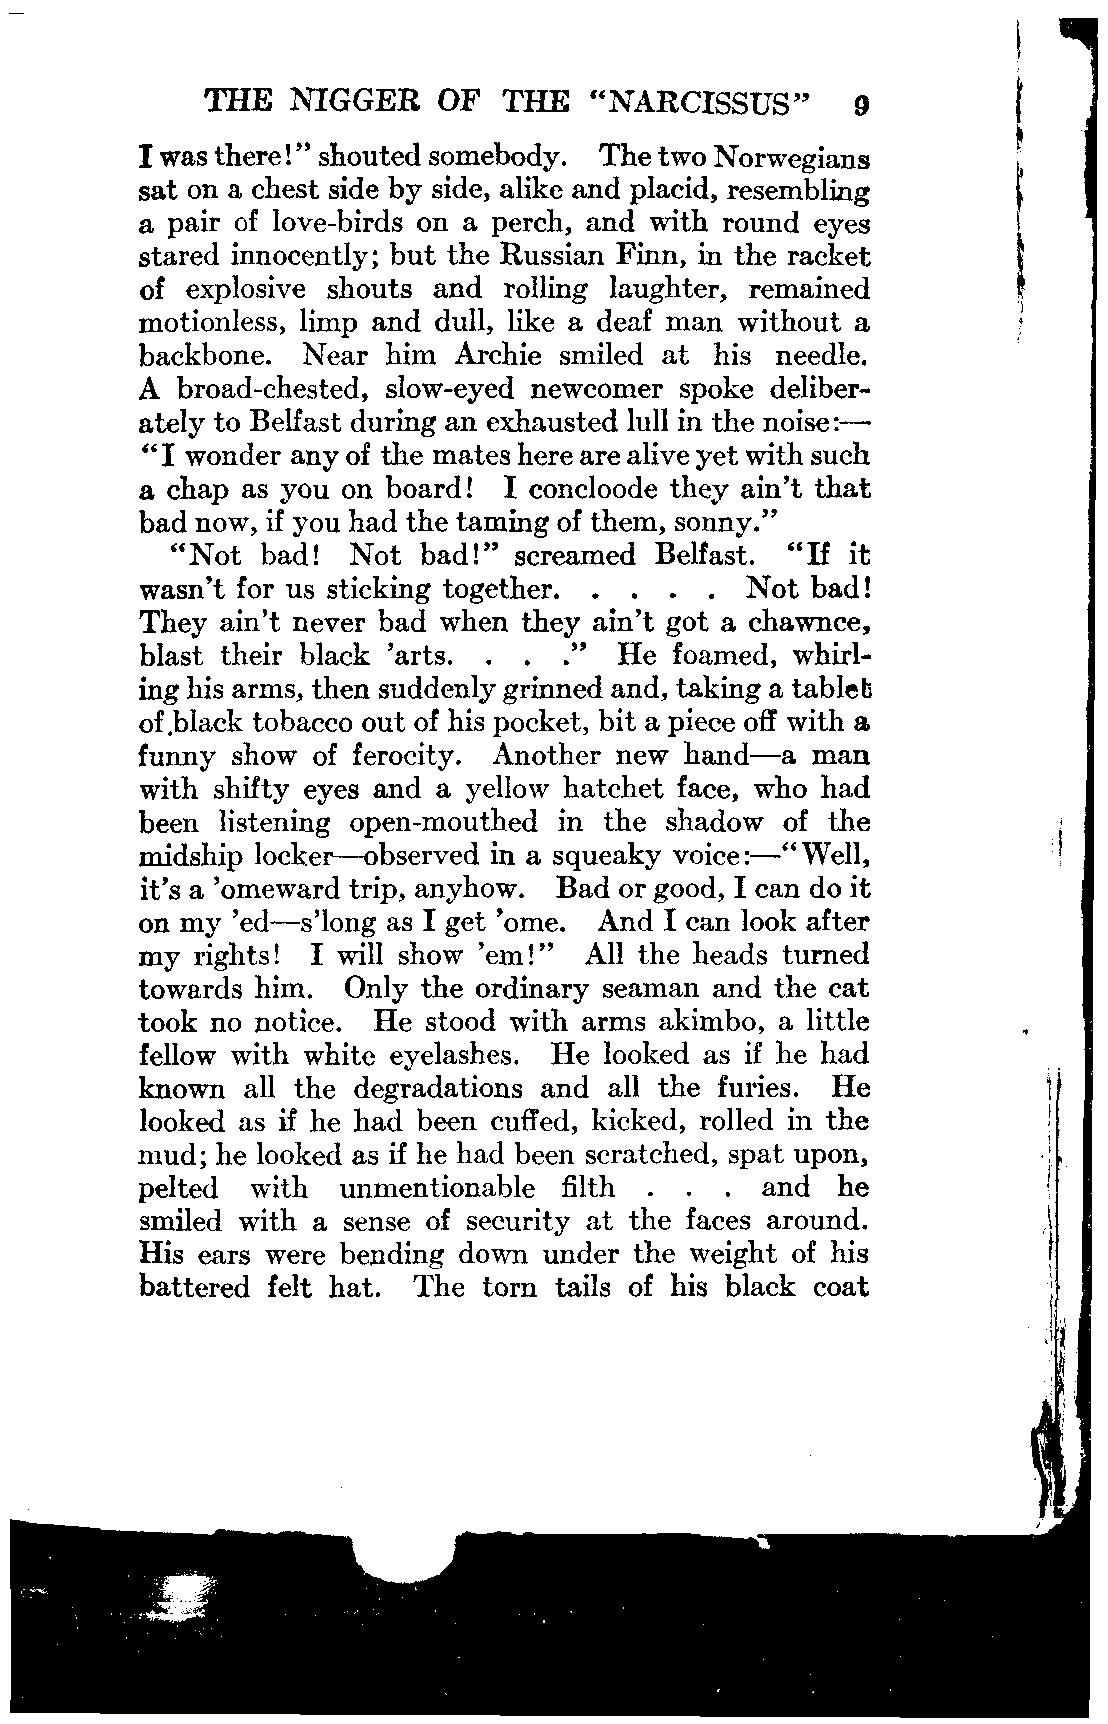 THE NIGGER OF THE “NARCISSUS” 9
I was there!” shouted somebody. The two Norwegians
sat on a chest side by side, alike and placid, resembling
a pair of love-birds on a perch, and with round eyes
stared innocently; but the Russian Finn, in the racket
of explosive shouts and rolling laughter, remained
motionless, limp and dull, like a deaf man without a
backbone. Near him Archie smiled at his needle.
A broad-chested, slow-eyed newcomer spoke deliber-
ately to Belfast during an exhausted lull in the noise:—
“I wonder any of the mates here are alive yet with such
a chap as you on board! I concloode they ain’t that
bad now, if you had the taming of them, sonny.”
“Not bad! Not bad!” screamed Belfast. “If it
wasn’t for us sticking together. . . . . Not bad!
They ain’t never bad when they ain’t got a chawnce,
blast their black ’arts. . . .” He foamed, whirl-
ing his arms, then suddenly grinned and, taking a tablet
of black tobacco out of his pocket, bit a piece off with a
funny show of ferocity. Another new hand—a man
with shifty eyes and a yellow hatchet face, who had
been listening open-mouthed in the shadow of the
midship locker—observed in a squeaky voice:—“Well,
it’s a ’omeward trip, anyhow. Bad or good, I can do it
on my ’ed—s’long as I get ’ome. And I can look after
my rights! I will show ’em!” All the heads turned
towards him. Only the ordinary seaman and the cat
took no notice. He stood with arms akimbo, a little
fellow with white eyelashes. He looked as if he had
known all the degradations and all the furies. He
looked as if he had been cuffed, kicked, rolled in the
mud; he looked as if he had been scratched, spat upon,
pelted with unmentionable filth . . . and he
smiled with a sense of security at the faces around.
His ears were bending down under the weight of his
battered felt hat. The torn tails of his black coat